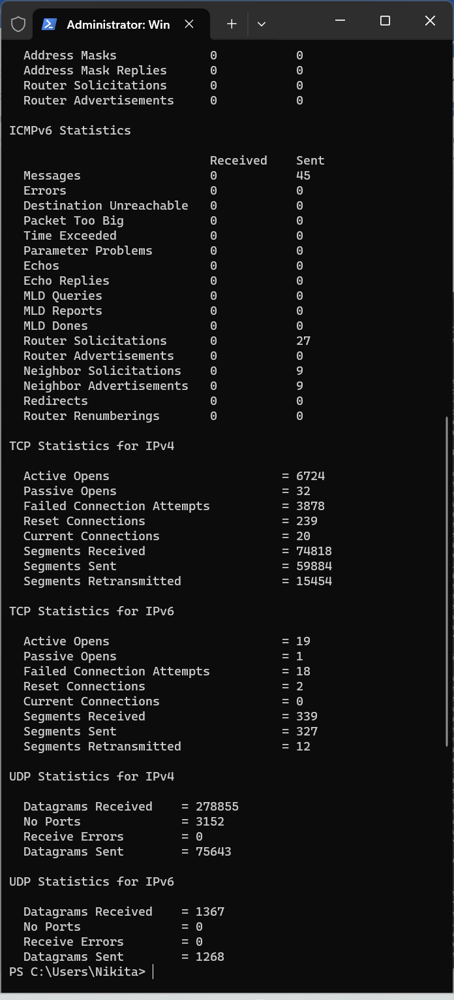 Administrator: Win
Address Masks 0 0
Address Mask Replies 0 0
Router Solicitations 0 0
Router Advertisements 0 0
ICMPv6 Statistics
Received Sent
Messages 0 45
Errors 0 0
Destination Unreachable 0 0
Packet Too Big 0 0
Time Exceeded 0 0
Parameter Problems 0 0
Echos 0 0
Echo Replies 0 0
MLD Queries 0 0
MLD Reports 0 0
MLD Dones 0 0
Router Solicitations 0 27
Router Advertisements 0 0
Neighbor Solicitations 0 9
Neighbor Advertisements 0 9
Redirects 0 0
Router Renumberings 0 0
TCP Statistics for IPv4
Active Opens = 6724
Passive Opens = 32
Failed Connection Attempts = 3878
Reset Connections = 239
Current Connections = 20
Segments Received = 74818
Segments Sent = 59884
Segments Retransmitted = 15454
TCP Statistics for IPv6
Active Opens = 19
Passive Opens = 1
Failed Connection Attempts = 18
Reset Connections = 2
Current Connections = 0
Segments Received = 339
Segments Sent = 327
Segments Retransmitted = 12
UDP Statistics for IPv4
Datagrams Received = 278855
No Ports = 3152
Receive Errors = 0
Datagrams Sent = 75643
UDP Statistics for IPv6
Datagrams Received = 1367
No Ports = 0
Receive Errors = 0
Datagrams Sent = 1268
PS C:\Users\Nikita>